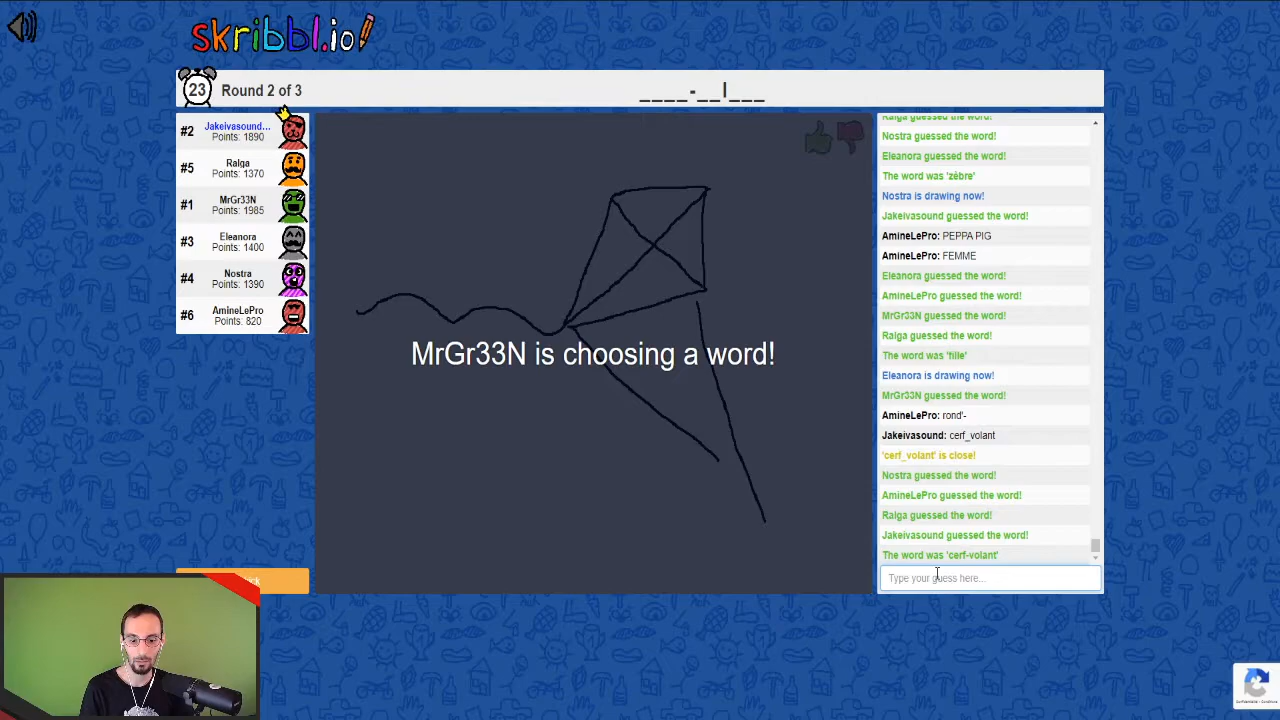 skribbl.io
23
Round 2 of 3
____-__l___
#2
Jakeivasound...
Points: 1890
#5
Ralga
Points: 1370
#1
MrGr33N
Points: 1985
#3
Eleanora
Points: 1400
#4
Nostra
Points: 1390
#6
AmineLePro
Points: 820
MrGr33N is choosing a word!
Ralga guessed the word!
Nostra guessed the word!
Eleanora guessed the word!
The word was 'zèbre'
Nostra is drawing now!
Jakeivasound guessed the word!
AmineLePro: PEPPA PIG
AmineLePro: FEMME
Eleanora guessed the word!
AmineLePro guessed the word!
MrGr33N guessed the word!
Ralga guessed the word!
The word was 'fille'
Eleanora is drawing now!
MrGr33N guessed the word!
AmineLePro: rond'-
Jakeivasound: cerf_volant
'cerf_volant' is close!
Nostra guessed the word!
AmineLePro guessed the word!
Ralga guessed the word!
Jakeivasound guessed the word!
The word was 'cerf-volant'
Type your guess here...